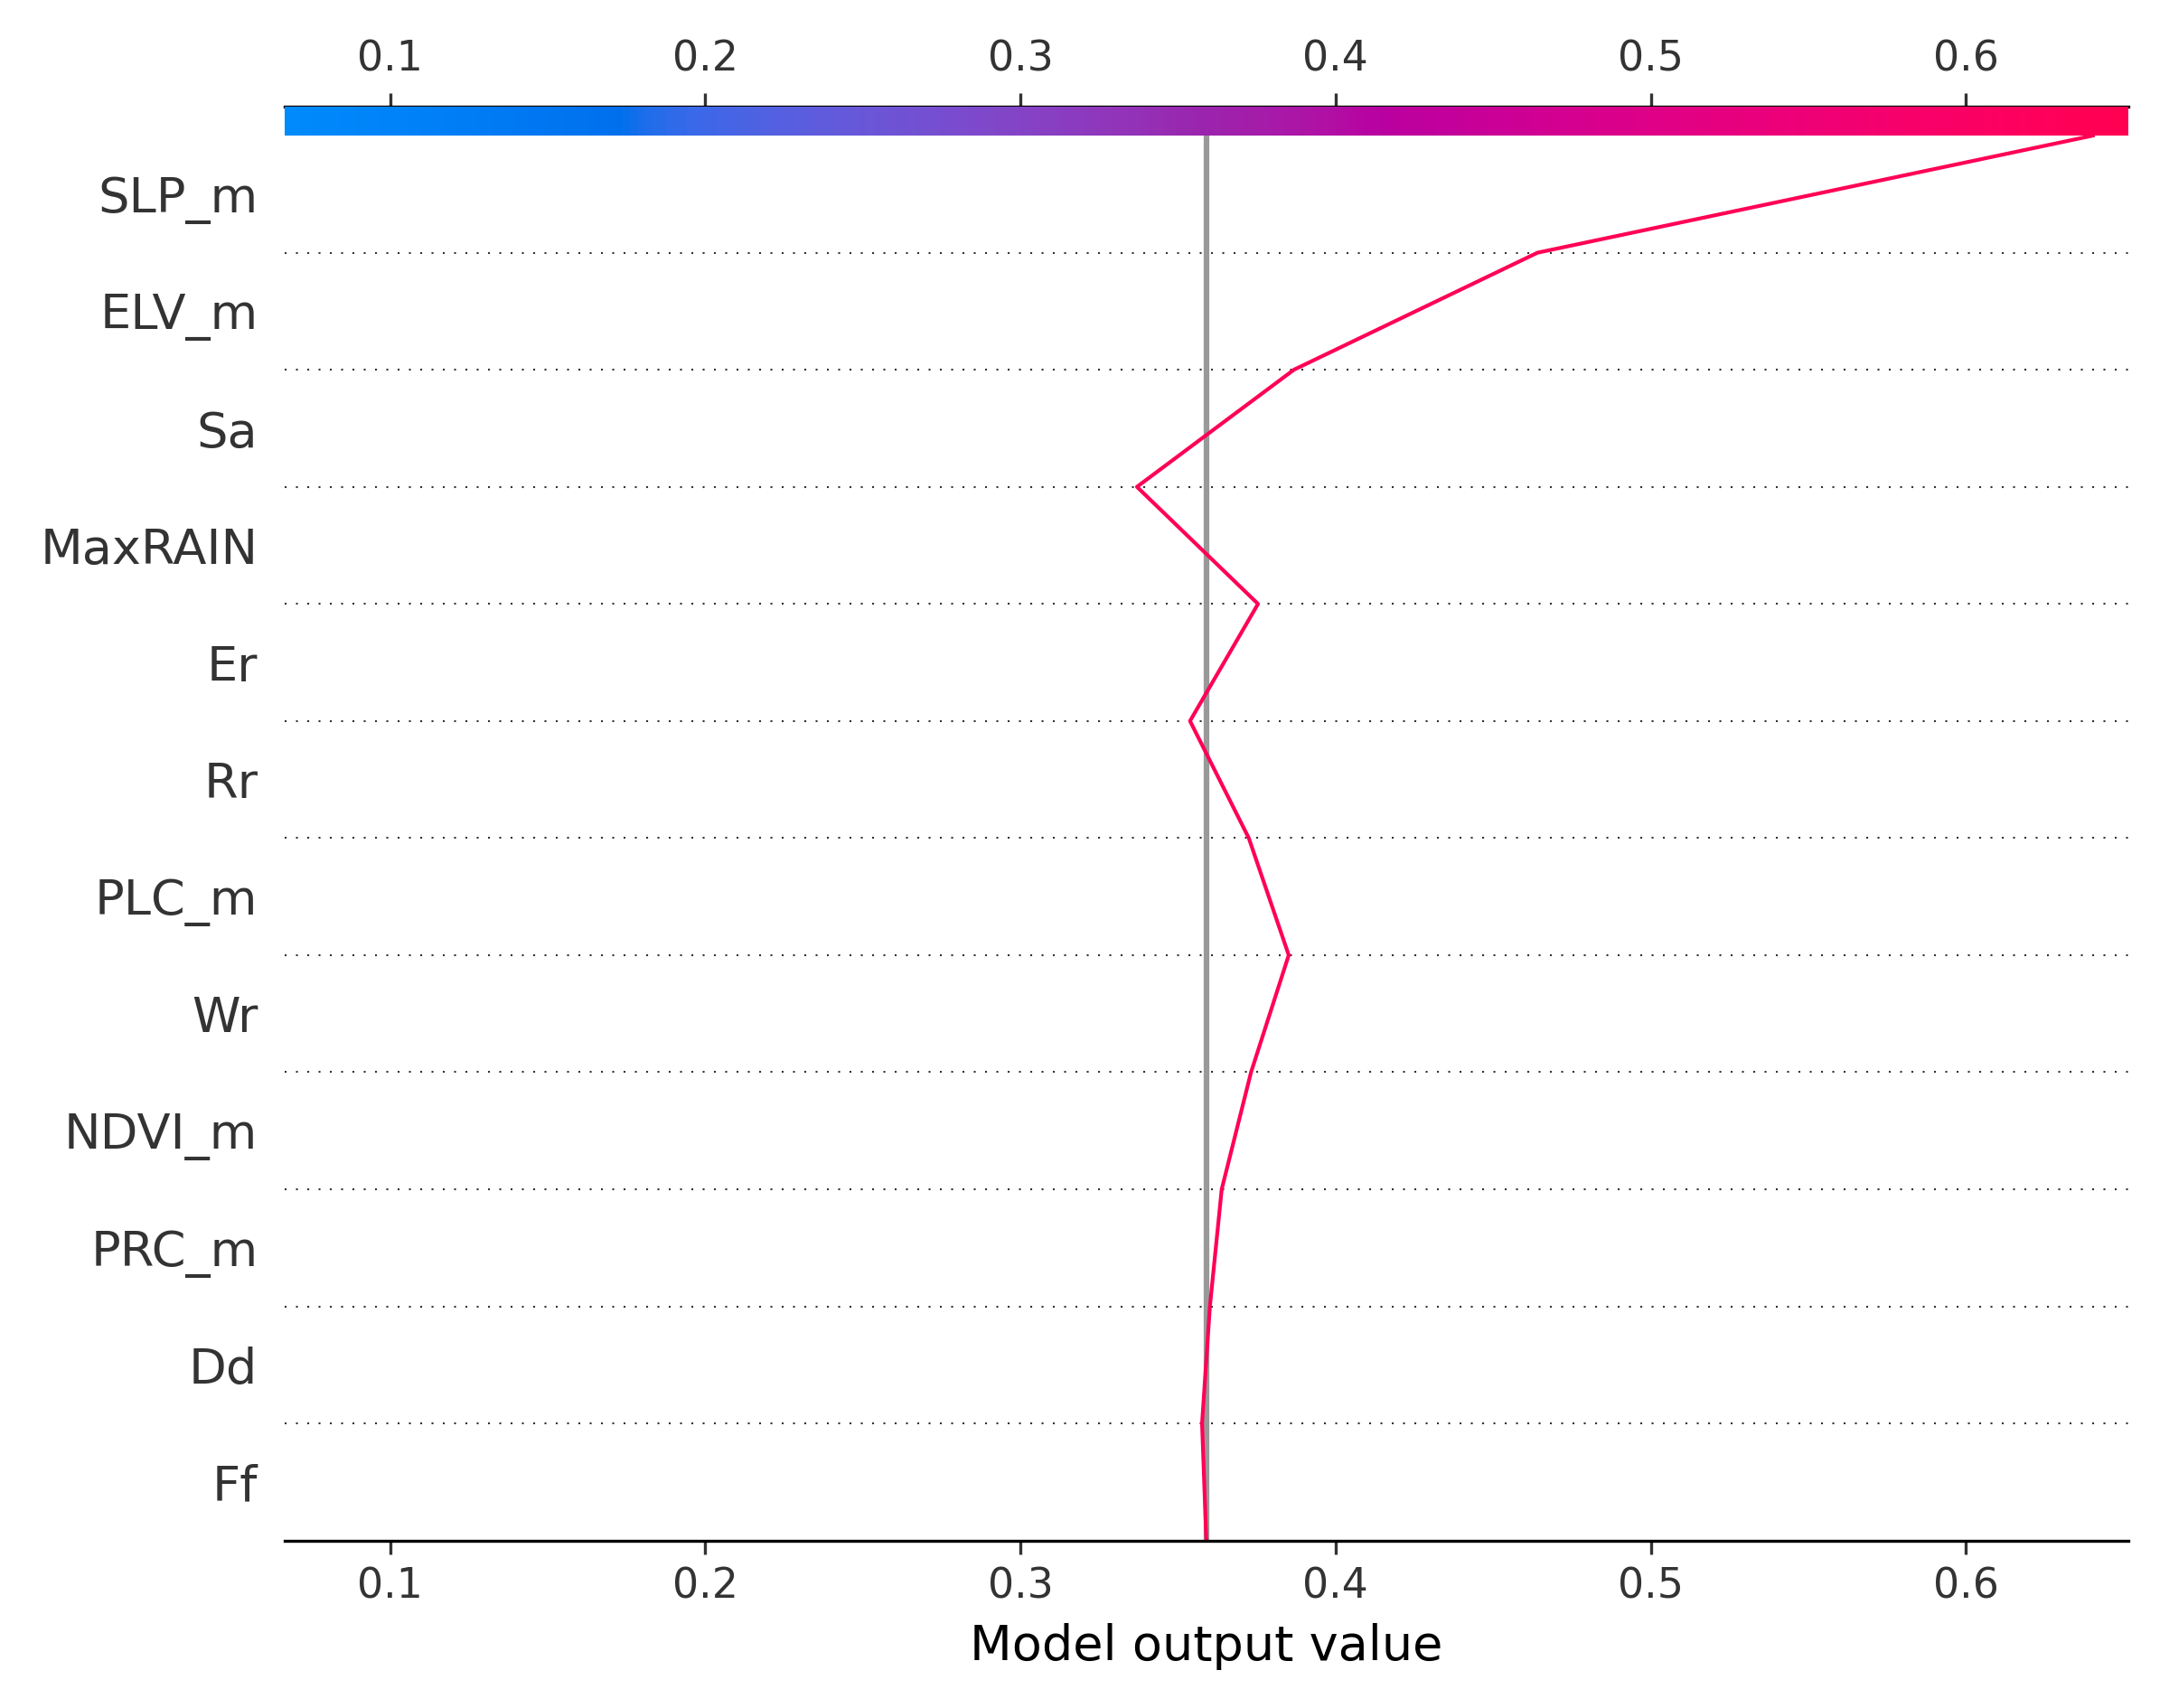 0.1 0.2 0.3 0.4 0.5 0.6
SLP_m
ELV_m
Sa
MaxRAIN
Er
Rr
PLC_m
Wr
NDVI_m
PRC_m
Dd
Ff
0.1 0.2 0.3 0.4 0.5 0.6
Model output value